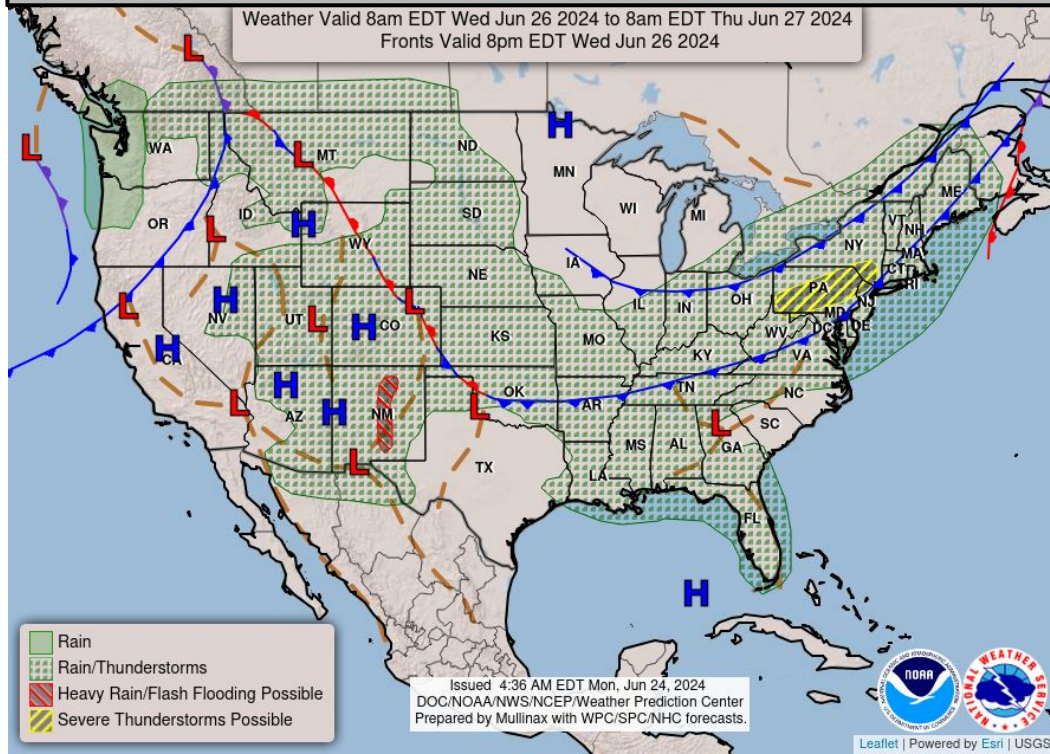 Weather Valid 8am EDT Wed Jun 26 2024 to 8am EDT Thu Jun 27 2024
Fronts Valid 8pm EDT Wed Jun 26 2024
L
L
H
WA
MT
L
ND
MN
OR
ID
H
SD
WI
MI
ME
VT
NH
NY
MA
CT
RI
L
WY
IA
NE
PA
NJ
L
H
NV
UT
L
H
CO
L
IL
IN
OH
MD
DE
DC
WV
VA
H
CA
KS
MO
KY
H
AZ
H
NM
L
OK
L
AR
TN
NC
L
SC
GA
L
TX
MS
AL
LA
FL
H
Rain
Rain/Thunderstorms
Heavy Rain/Flash Flooding Possible
Severe Thunderstorms Possible
Issued 4:36 AM EDT Mon, Jun 24, 2024
DOC/NOAA/NWS/NCEP/Weather Prediction Center
Prepared by Mullinax with WPC/SPC/NHC forecasts.
NOAA
NATIONAL WEATHER SERVICE
Leaflet | Powered by Esri | USGS